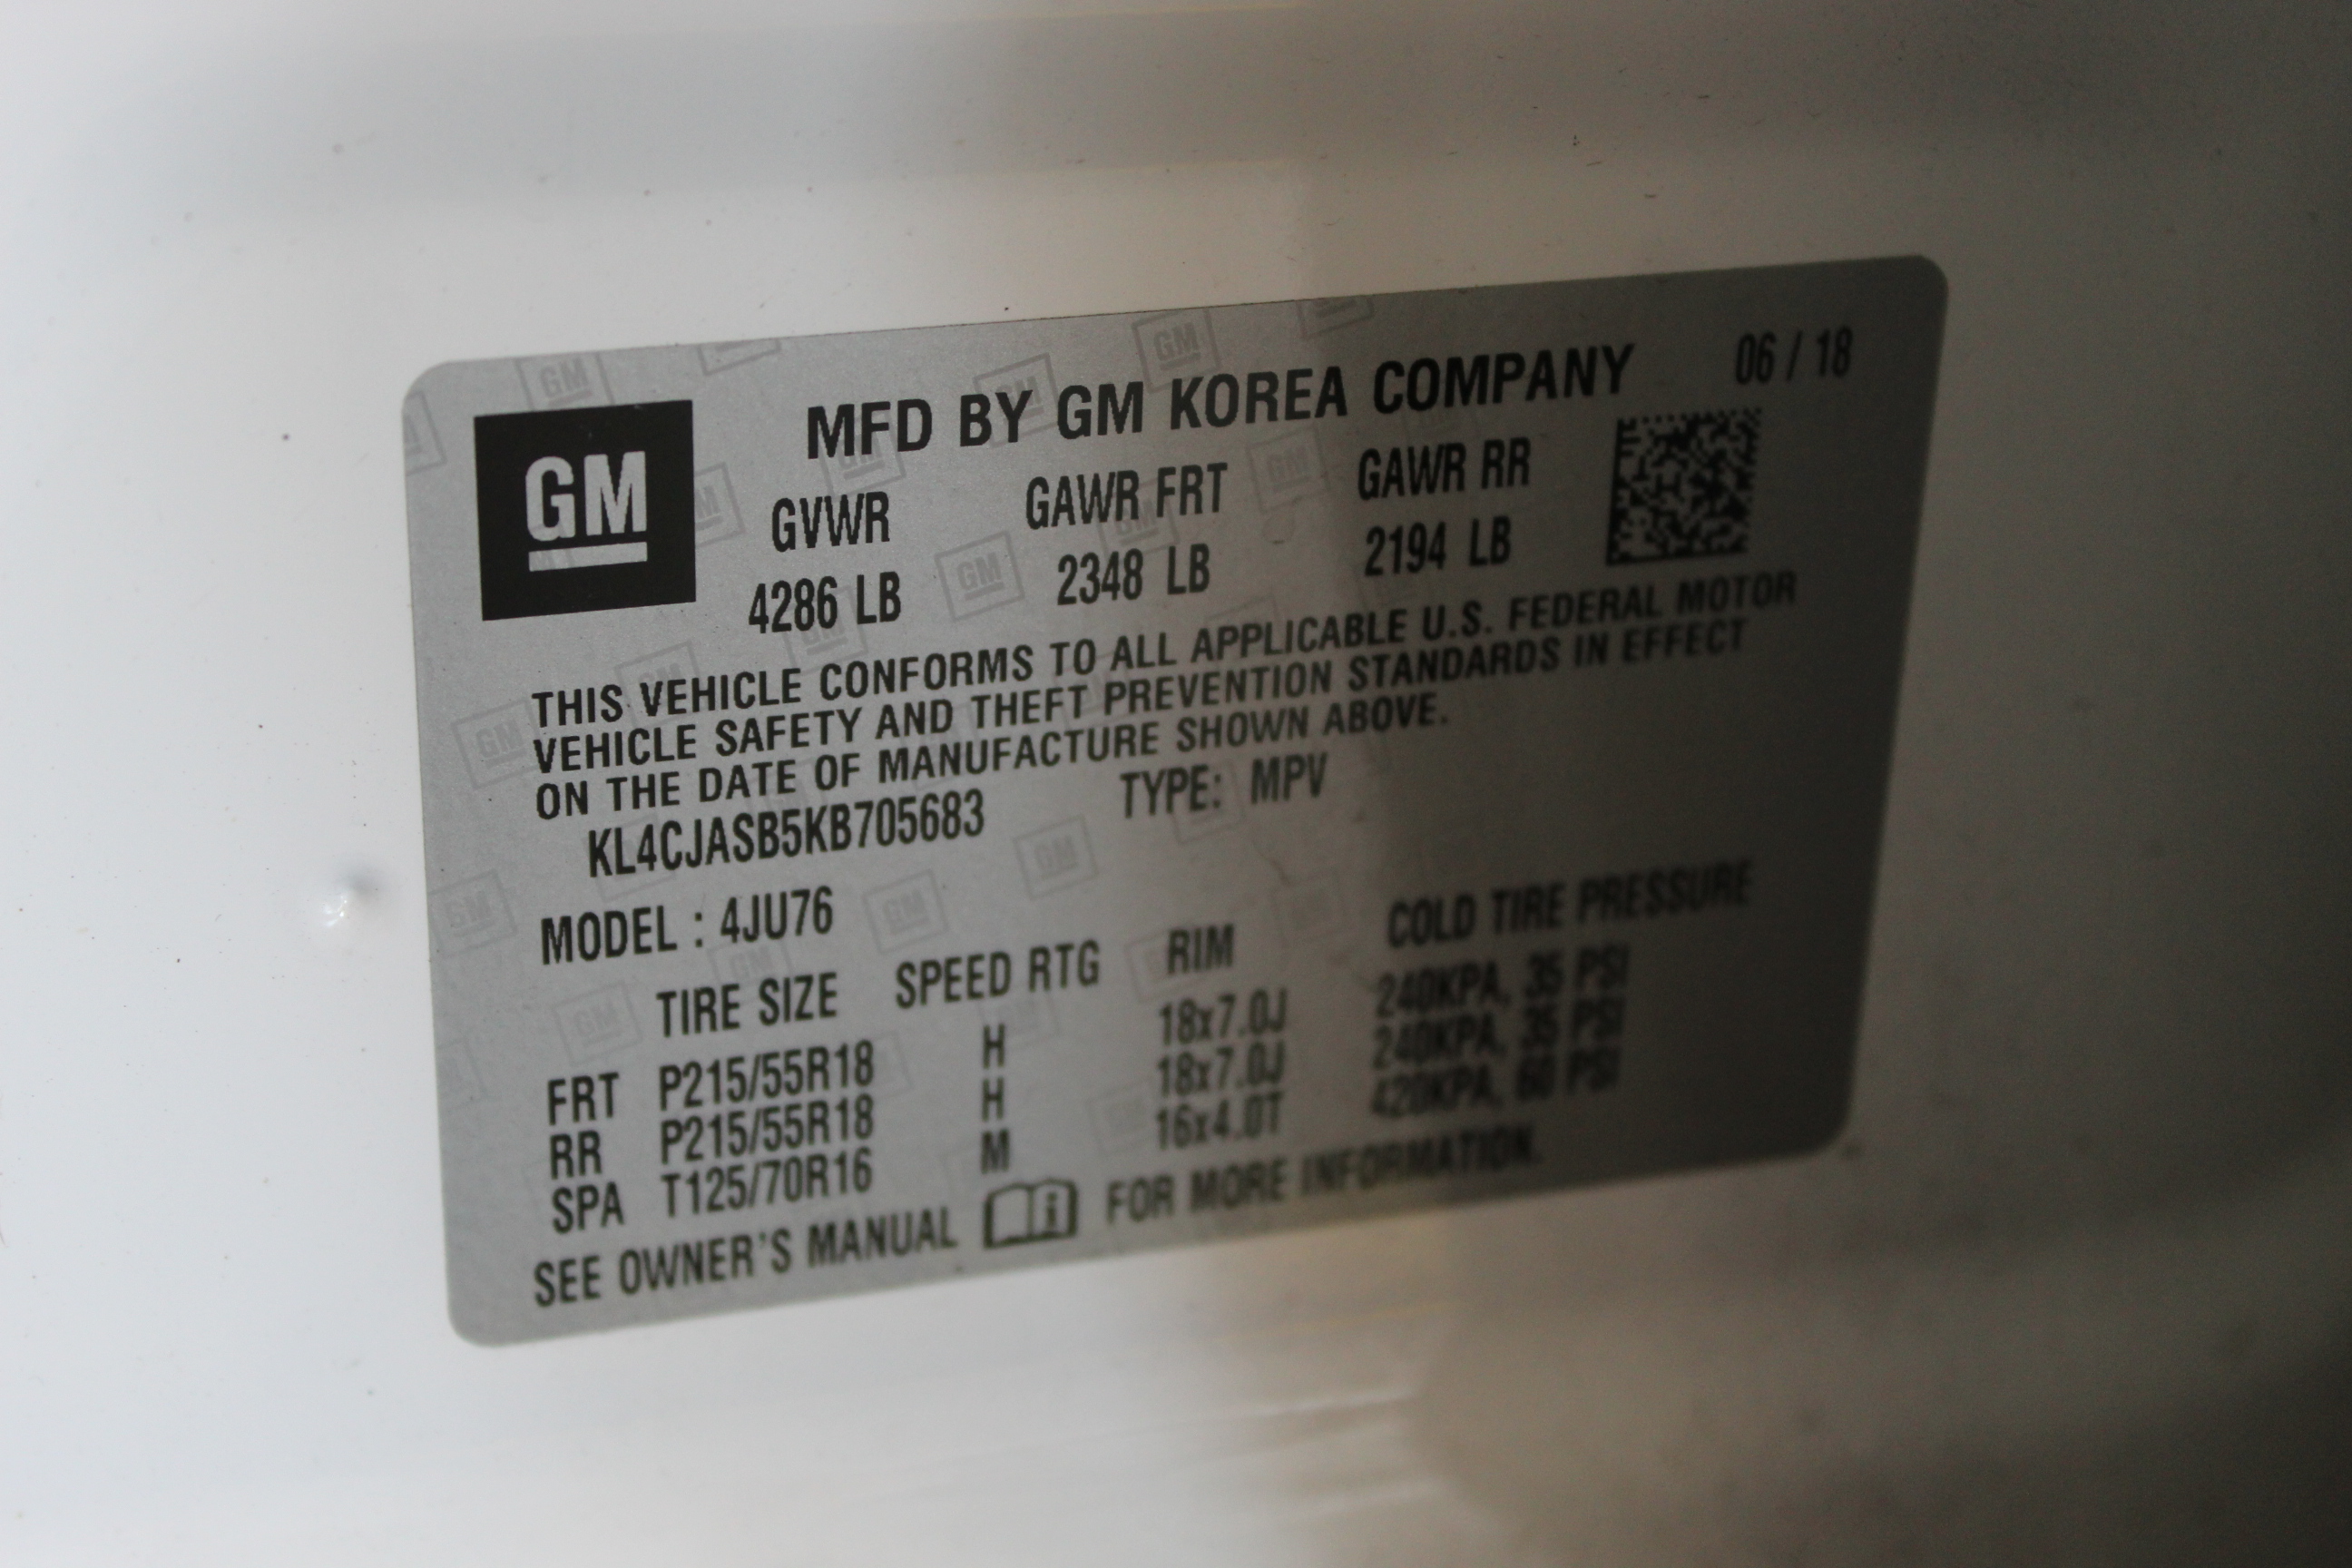 GM
MFD BY GM KOREA COMPANY 06 / 18
GVWR GAWR FRT GAWR RR
4286 LB 2348 LB 2194 LB
THIS VEHICLE CONFORMS TO ALL APPLICABLE U.S. FEDERAL MOTOR
VEHICLE SAFETY AND THEFT PREVENTION STANDARDS IN EFFECT
ON THE DATE OF MANUFACTURE SHOWN ABOVE.
KL4CJASB5KB705683 TYPE: MPV
MODEL : 4JU76
TIRE SIZE SPEED RTG RIM COLD TIRE PRESSURE
FRT P215/55R18 H 18x7.0J 240KPA, 35 PSI
RR P215/55R18 H 18x7.0J 240KPA, 35 PSI
SPA T125/70R16 M 16x4.0T 420KPA, 60 PSI
SEE OWNER'S MANUAL FOR MORE INFORMATION.